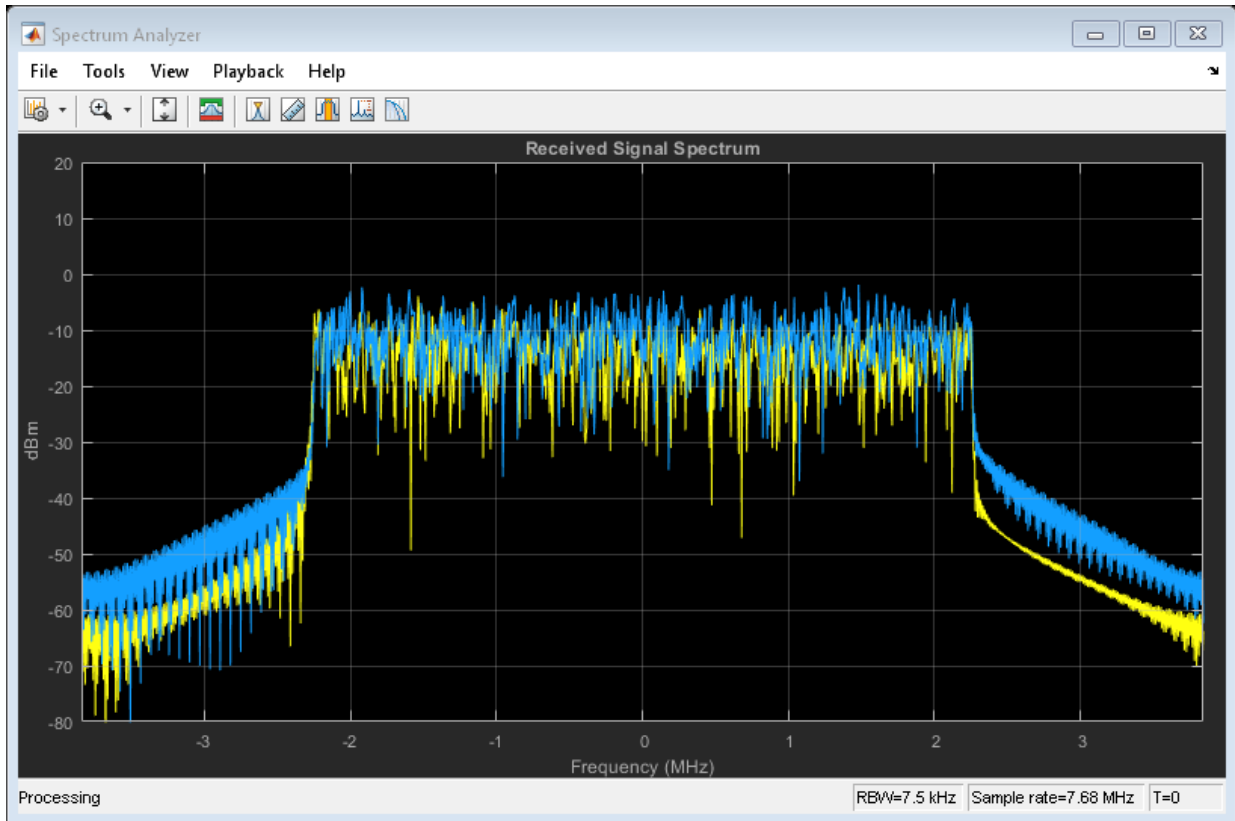 Spectrum Analyzer
File Tools View Playback Help
Received Signal Spectrum
20
10
0
-10
-20
-30
-40
-50
-60
-70
-80
dBm
-3 -2 -1 0 1 2 3
Frequency (MHz)
Processing RBW=7.5 kHz Sample rate=7.68 MHz T=0